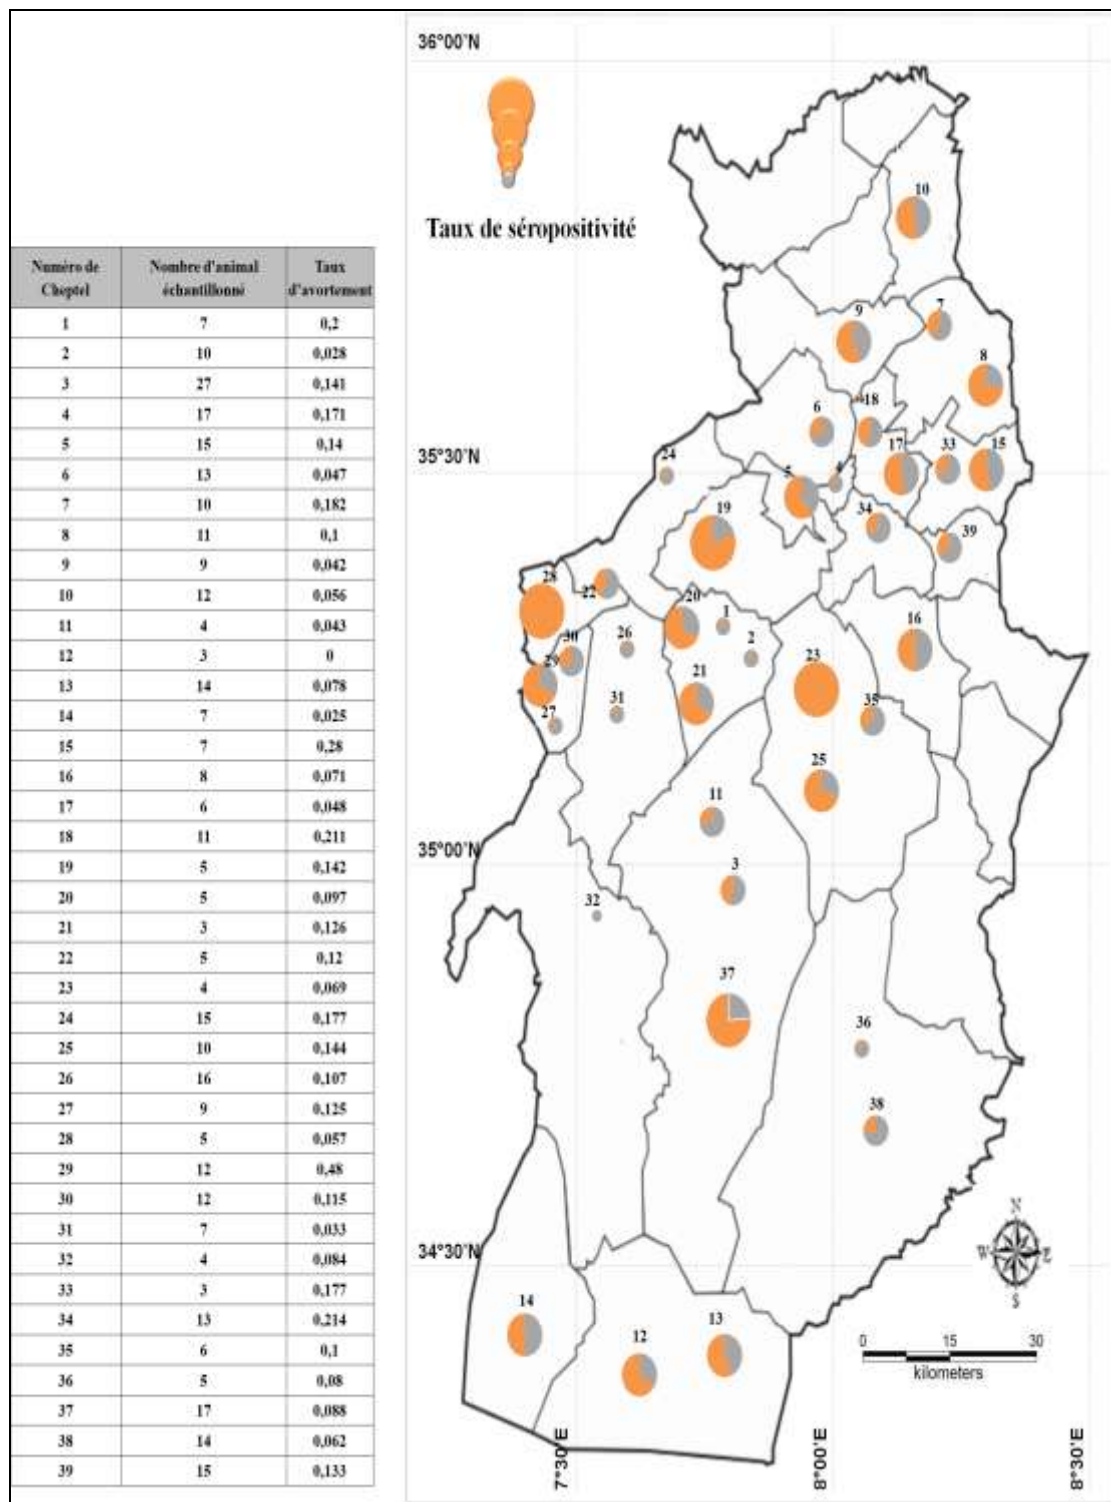 Numéro de Cheptel Nombre d'animal échantillonné Taux d'avortement
1 7 0,2
2 10 0,028
3 27 0,141
4 17 0,171
5 15 0,14
6 13 0,047
7 10 0,182
8 11 0,1
9 9 0,042
10 12 0,056
11 4 0,043
12 3 0
13 14 0,078
14 7 0,025
15 7 0,28
16 8 0,071
17 6 0,048
18 11 0,211
19 5 0,142
20 5 0,097
21 3 0,126
22 5 0,12
23 4 0,069
24 15 0,177
25 10 0,144
26 16 0,107
27 9 0,125
28 5 0,057
29 12 0,48
30 12 0,115
31 7 0,033
32 4 0,084
33 3 0,177
34 13 0,214
35 6 0,1
36 5 0,08
37 17 0,088
38 14 0,062
39 15 0,133
36°00'N
Taux de séropositivité
10
9
7
8
6
18
35°30'N
24
5
4
17
33
15
19
34
39
28
22
20
1
16
30
26
2
29
23
21
27
31
35
25
11
35°00'N
3
32
37
36
38
N
W E
S
34°30'N
14
12
13
0 15 30
kilometers
7°30'E
8°00'E
8°30'E